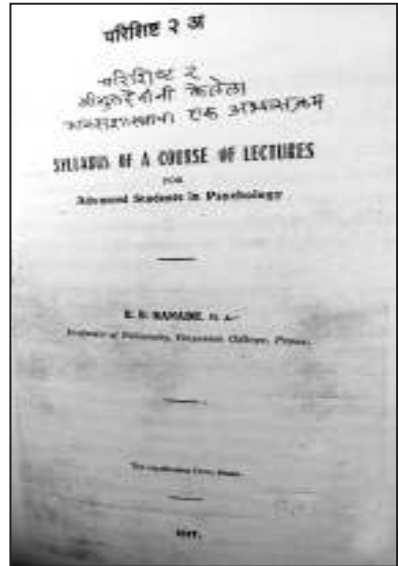 परिशिष्ट २ अ
परिशिष्ट २
श्रीगुरुदेवांनी केलेला
एक अभ्यासक्रम
SYLLABUS OF A COURSE OF LECTURES
FOR
Advanced Students in Psychology
R. D. RANADE, M. A.
Professor of Philosophy, Fergusson College, Poona.